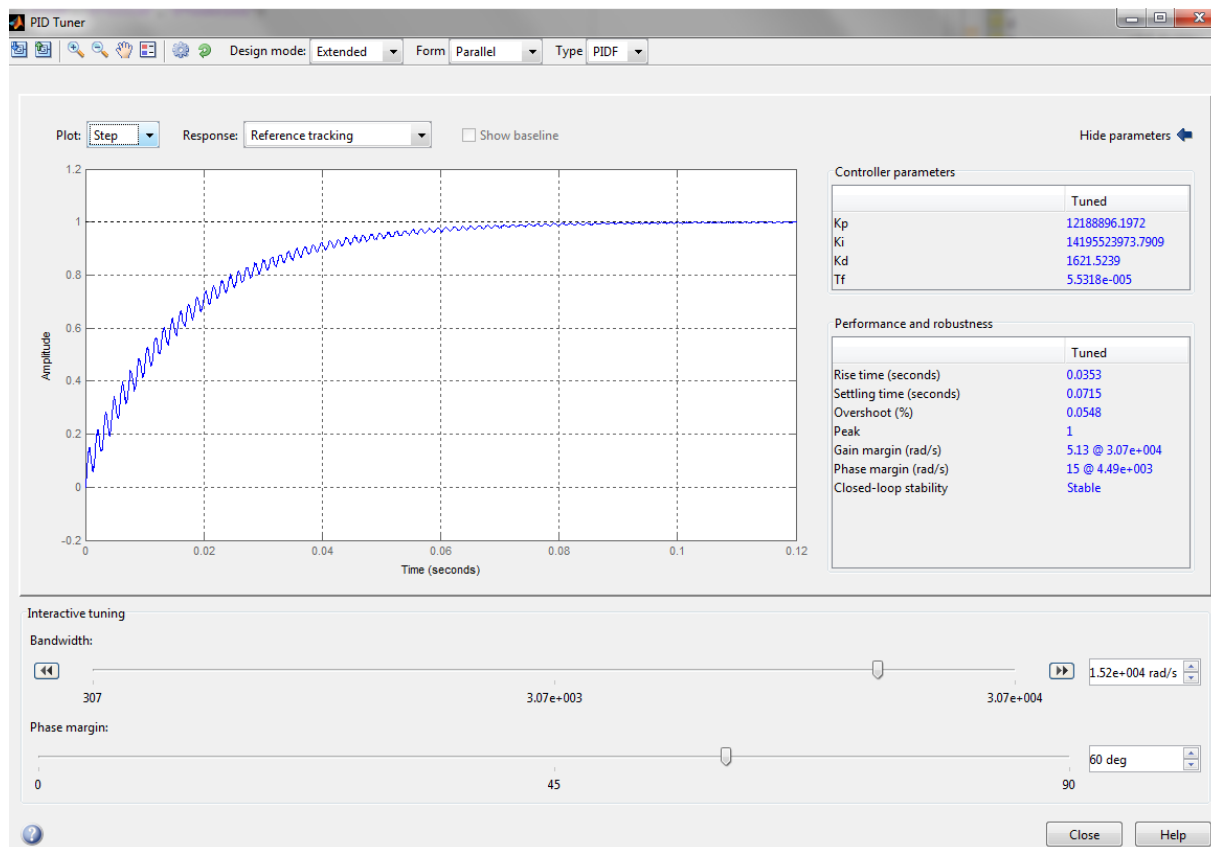 PID Tuner
Design mode: Extended Form Parallel Type PIDF
Plot: Step Response: Reference tracking Show baseline Hide parameters
1.2
1
0.8
0.6
0.4
0.2
0
-0.2
Amplitude
0 0.02 0.04 0.06 0.08 0.1 0.12
Time (seconds)
Controller parameters
Tuned
Kp 12188896.1972
Ki 14195523973.7909
Kd 1621.5239
Tf 5.5318e-005
Performance and robustness
Tuned
Rise time (seconds) 0.0353
Settling time (seconds) 0.0715
Overshoot (%) 0.0548
Peak 1
Gain margin (rad/s) 5.13 @ 3.07e+004
Phase margin (rad/s) 15 @ 4.49e+003
Closed-loop stability Stable
Interactive tuning
Bandwidth:
1.52e+004 rad/s
307 3.07e+003 3.07e+004
Phase margin:
60 deg
0 45 90
Close Help